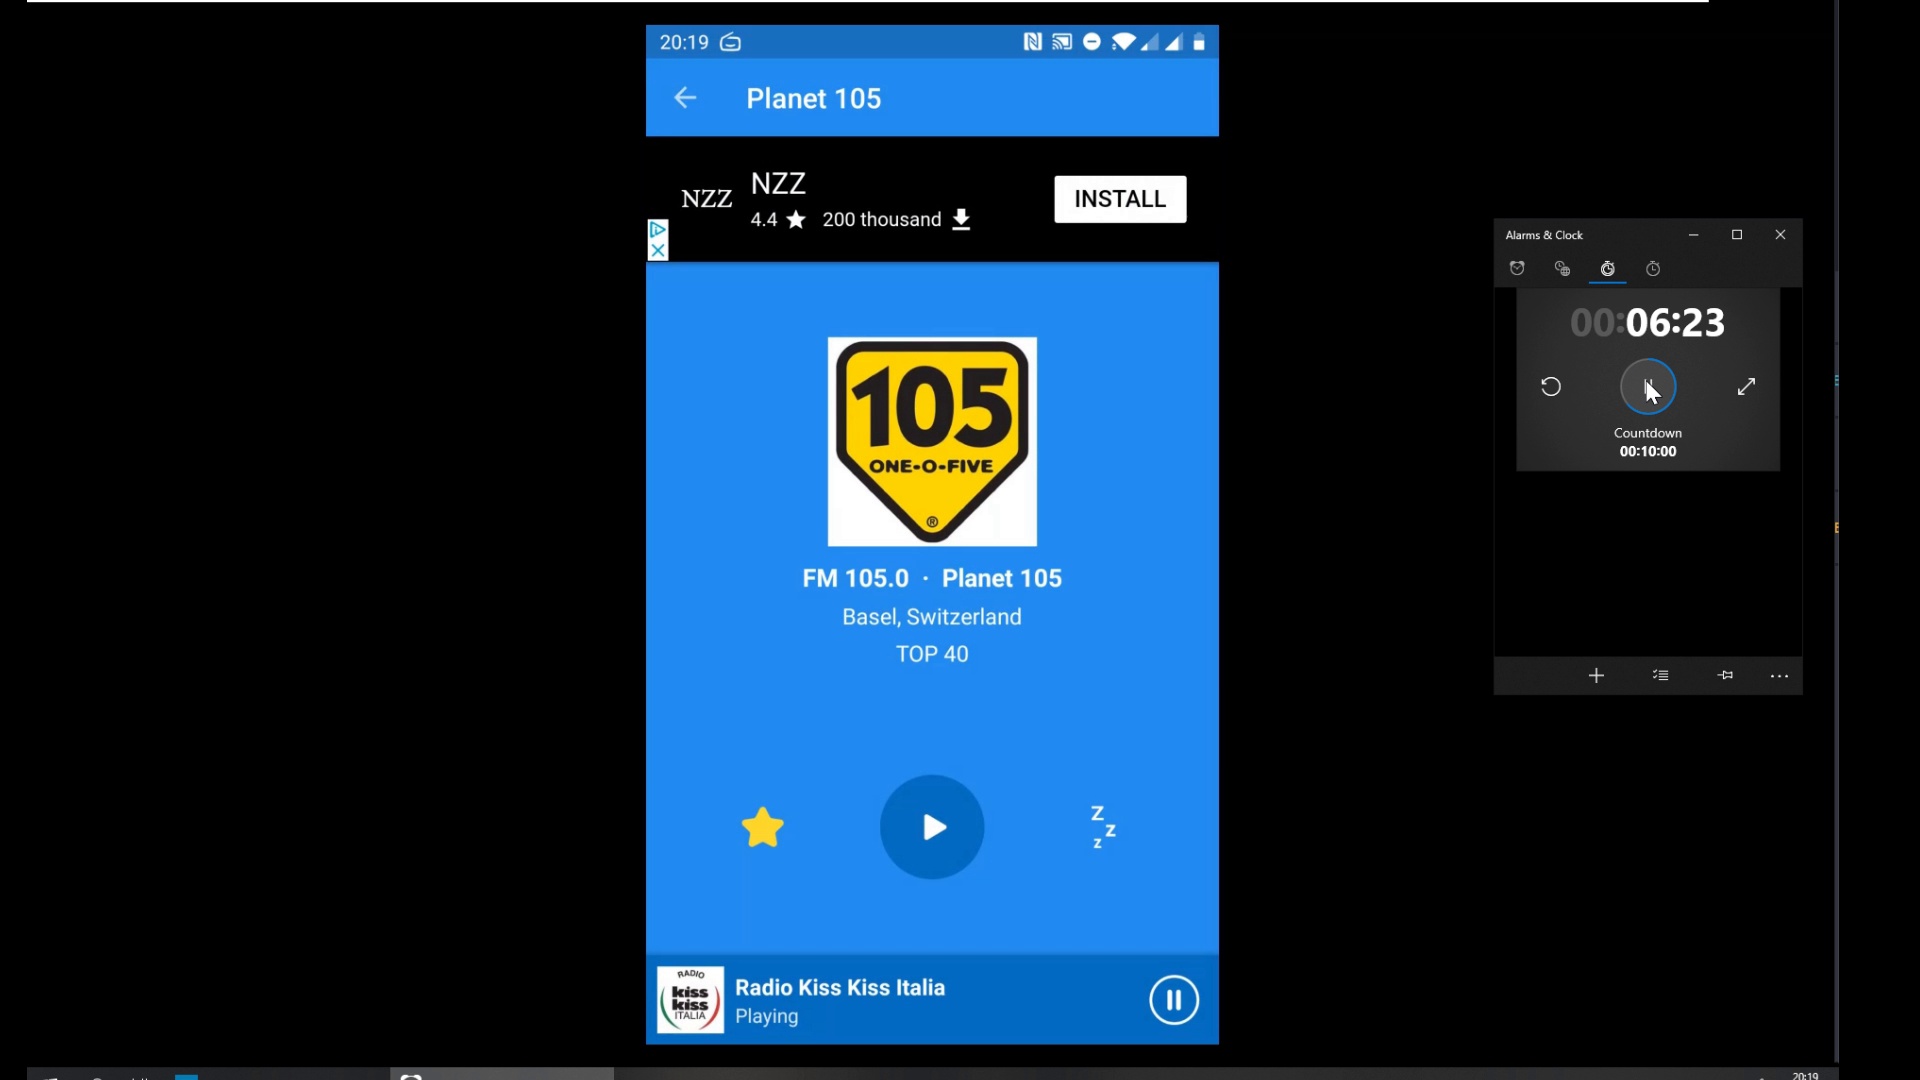 20:19
Planet 105
NZZ
NZZ
4.4 200 thousand
INSTALL
105
ONE-O-FIVE
®
FM 105.0 · Planet 105
Basel, Switzerland
TOP 40
Z
z
z
RADIO
kiss
kiss
ITALIA
Radio Kiss Kiss Italia
Playing
Alarms & Clock
00:06:23
Countdown
00:10:00
20:19